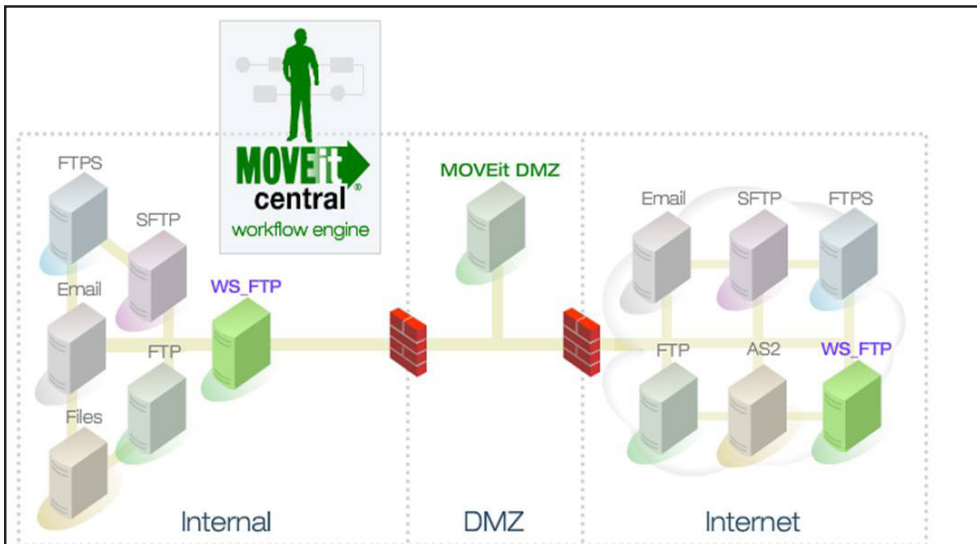 MOVEit
central®
workflow engine
FTPS
SFTP
Email
WS_FTP
FTP
Files
Internal
MOVEit DMZ
DMZ
Email
SFTP
FTPS
FTP
AS2
WS_FTP
Internet